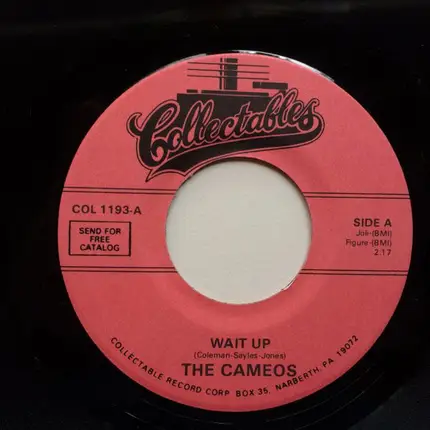 Collectables
COL 1193-A
SEND FOR
FREE
CATALOG
SIDE A
Joli-(BMI)
Figure-(BMI)
2:17
WAIT UP
(Coleman-Sayles-Jones)
THE CAMEOS
COLLECTABLE RECORD CORP. BOX 35, NARBERTH, PA. 19072